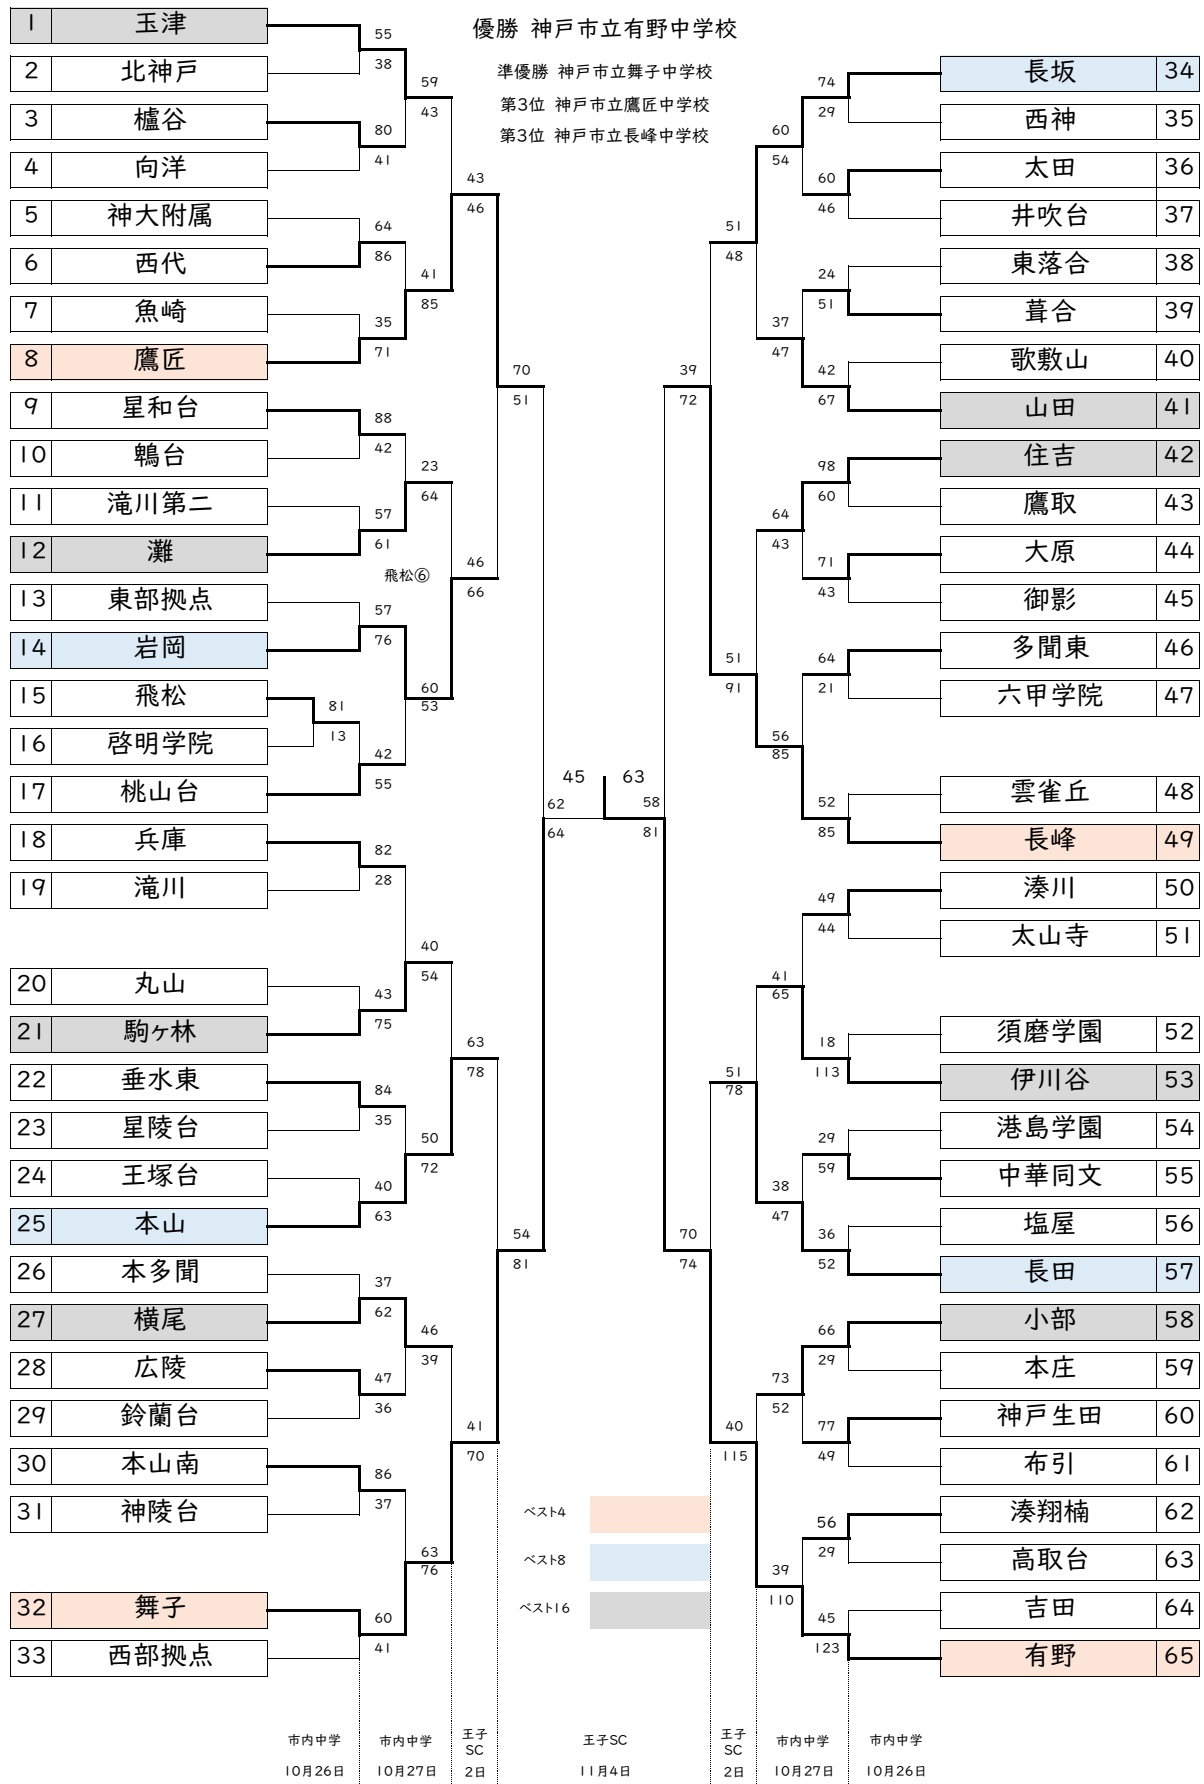 優勝 神戸市立有野中学校
準優勝 神戸市立舞子中学校
第3位 神戸市立鷹匠中学校
第3位 神戸市立長峰中学校
1 玉津
2 北神戸
3 櫨谷
4 向洋
5 神大附属
6 西代
7 魚崎
8 鷹匠
9 星和台
10 鵯台
11 滝川第二
12 灘
13 東部拠点
14 岩岡
15 飛松
16 啓明学院
17 桃山台
18 兵庫
19 滝川
20 丸山
21 駒ヶ林
22 垂水東
23 星陵台
24 王塚台
25 本山
26 本多聞
27 横尾
28 広陵
29 鈴蘭台
30 本山南
31 神陵台
32 舞子
33 西部拠点
55
38
80
41
64
86
35
71
88
42
57
61
飛松⑥
57
76
81
13
42
55
82
28
43
75
84
35
40
63
37
62
47
36
86
37
60
41
59
43
41
85
23
64
60
53
40
54
50
72
46
39
63
76
43
46
46
66
63
78
41
70
70
51
54
81
62
64
45 63
58
81
39
72
70
74
51
48
51
91
51
78
40
115
60
54
37
47
64
43
56
85
41
65
38
47
73
52
39
110
74
29
60
46
24
51
42
67
98
60
71
43
64
21
52
85
49
44
18
113
29
59
36
52
66
29
77
49
56
29
45
123
長坂 34
西神 35
太田 36
井吹台 37
東落合 38
葺合 39
歌敷山 40
山田 41
住吉 42
鷹取 43
大原 44
御影 45
多聞東 46
六甲学院 47
雲雀丘 48
長峰 49
湊川 50
太山寺 51
須磨学園 52
伊川谷 53
港島学園 54
中華同文 55
塩屋 56
長田 57
小部 58
本庄 59
神戸生田 60
布引 61
湊翔楠 62
高取台 63
吉田 64
有野 65
ベスト4
ベスト8
ベスト16
市内中学
10月26日
市内中学
10月27日
王子
SC
2日
王子SC
11月4日
王子
SC
2日
市内中学
10月27日
市内中学
10月26日